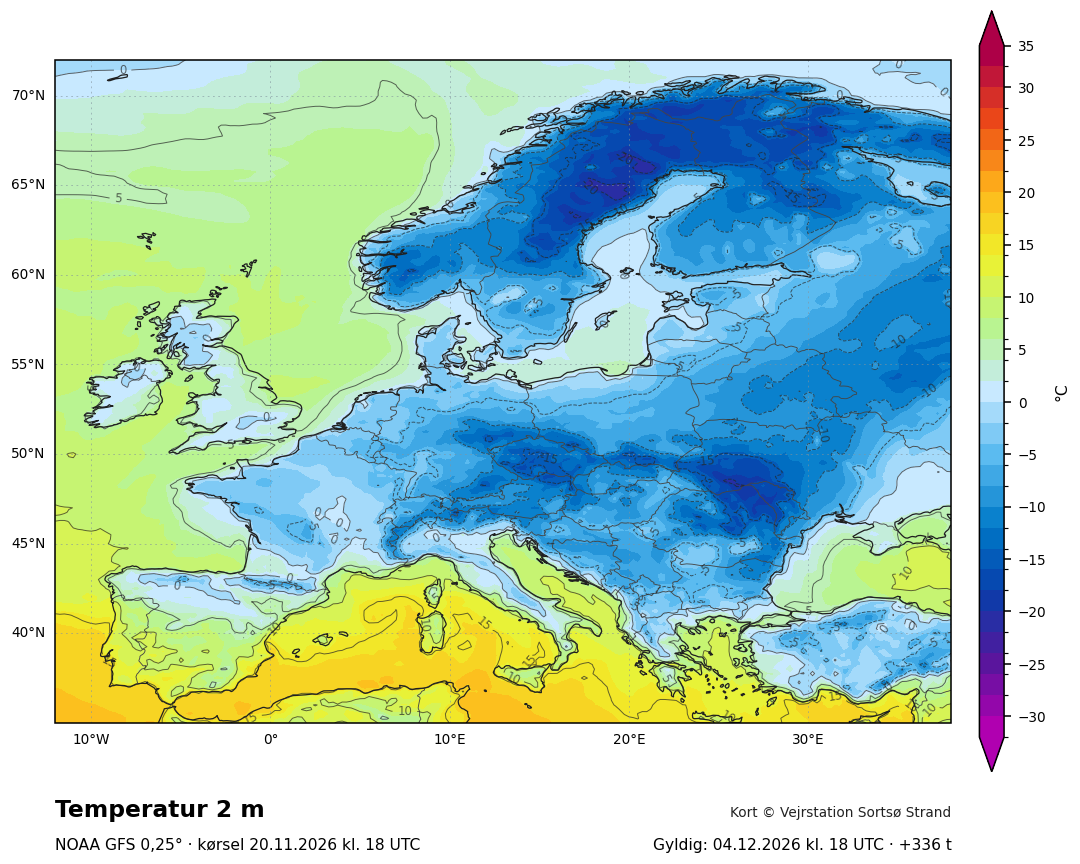 35
30
25
20
15
10
5
0
−5
−10
−15
−20
−25
−30
°C
70°N
65°N
60°N
55°N
50°N
45°N
40°N
10°W
0°
10°E
20°E
30°E
Temperatur 2 m
Kort © Vejrstation Sortsø Strand
NOAA GFS 0,25° · kørsel 20.11.2026 kl. 18 UTC
Gyldig: 04.12.2026 kl. 18 UTC · +336 t